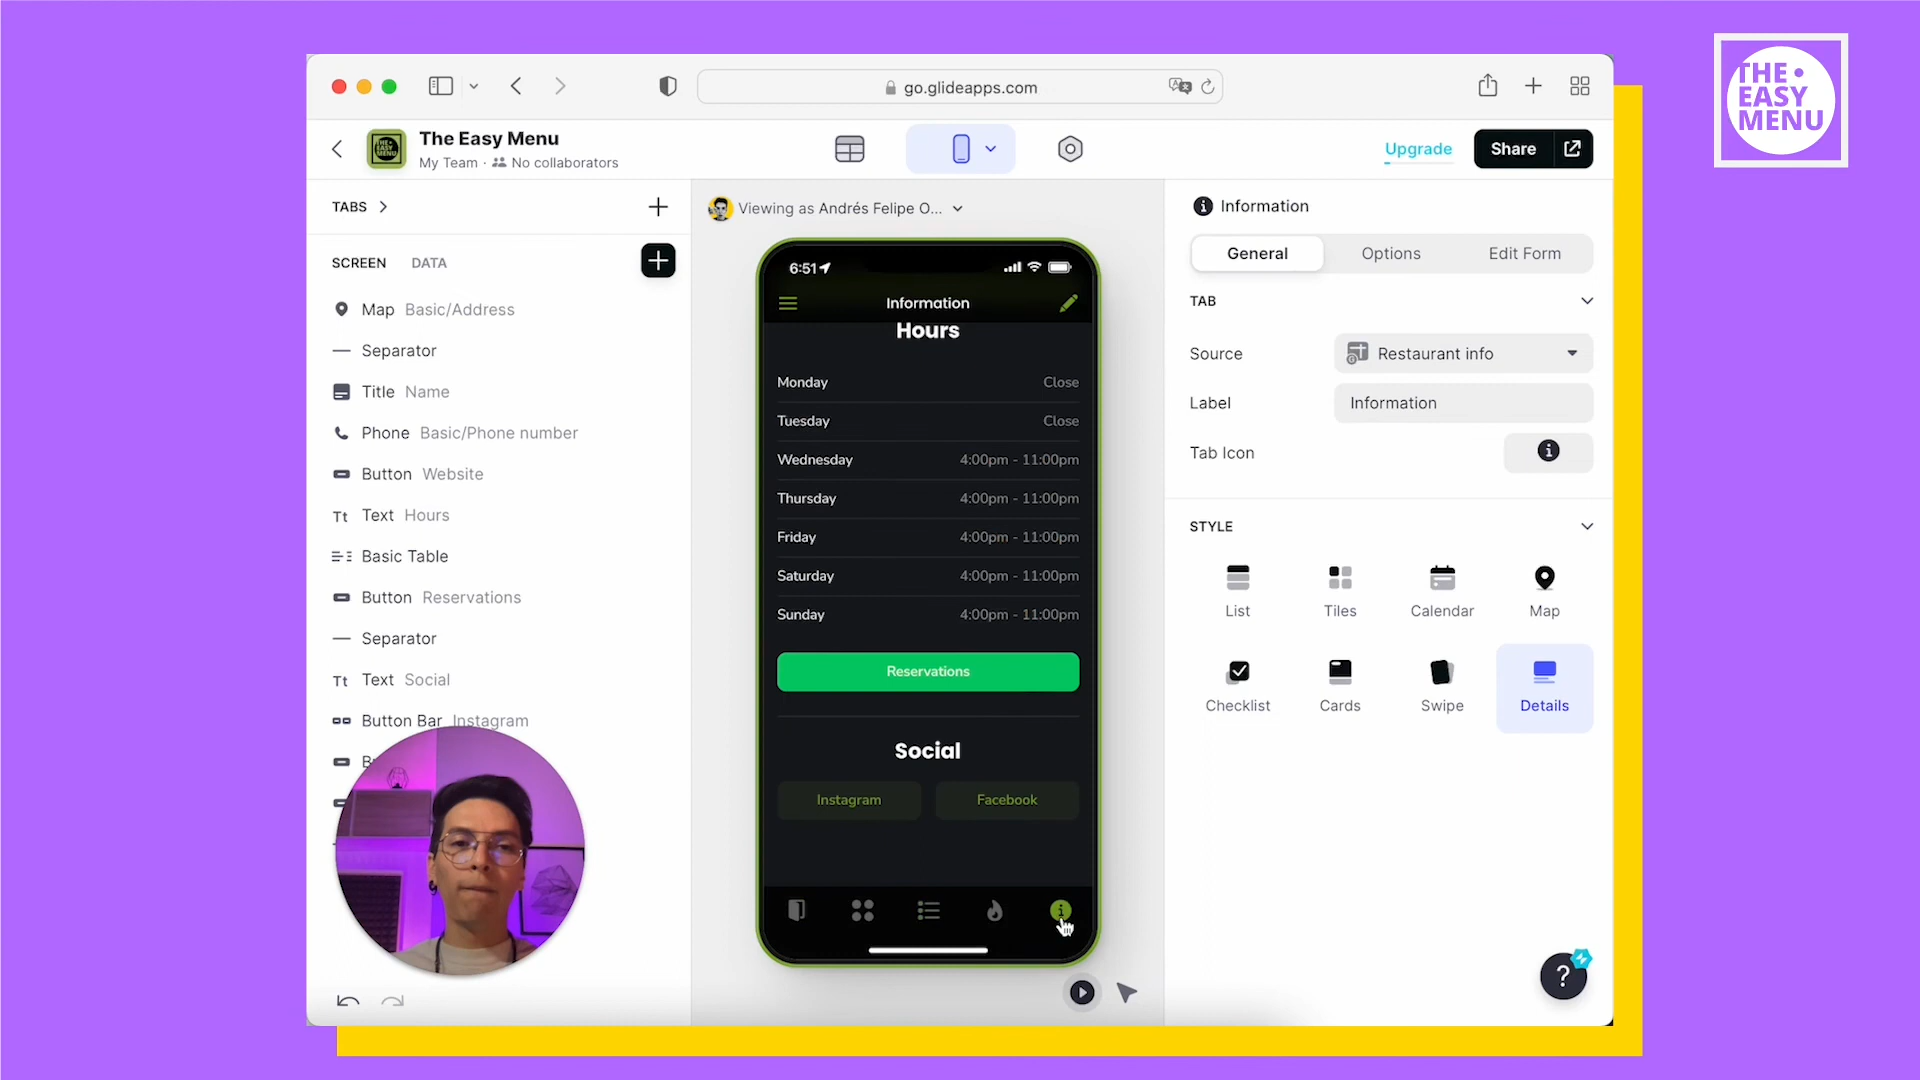 THE
EASY
MENU
go.glideapps.com
The Easy Menu
My Team · No collaborators
Upgrade
Share
TABS
SCREEN DATA
Map Basic/Address
Separator
Title Name
Phone Basic/Phone number
Button Website
Tt Text Hours
Basic Table
Button Reservations
Separator
Tt Text Social
Button Bar Instagram
Viewing as Andrés Felipe O...
6:51
Information
Hours
Monday Close
Tuesday Close
Wednesday 4:00pm - 11:00pm
Thursday 4:00pm - 11:00pm
Friday 4:00pm - 11:00pm
Saturday 4:00pm - 11:00pm
Sunday 4:00pm - 11:00pm
Reservations
Social
Instagram Facebook
Information
General Options Edit Form
TAB
Source Restaurant info
Label Information
Tab Icon
STYLE
List Tiles Calendar Map
Checklist Cards Swipe Details
?